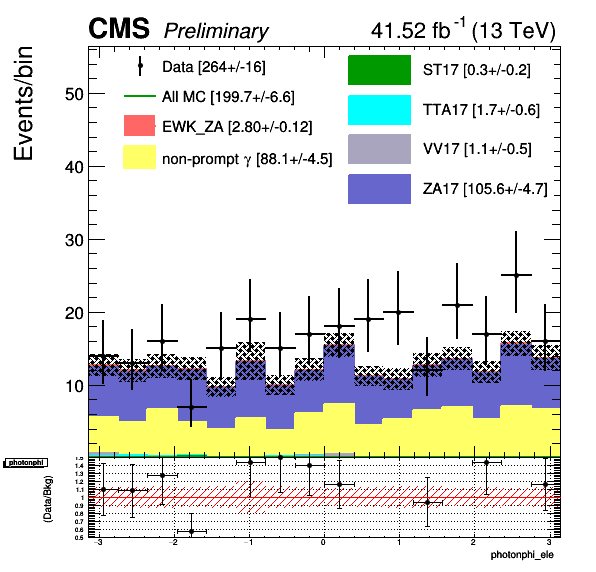 CMS Preliminary 41.52 fb⁻¹ (13 TeV)
Events/bin
Data [264+/-16]
All MC [199.7+/-6.6]
EWK_ZA [2.80+/-0.12]
non-prompt γ [88.1+/-4.5]
ST17 [0.3+/-0.2]
TTA17 [1.7+/-0.6]
VV17 [1.1+/-0.5]
ZA17 [105.6+/-4.7]
50
40
30
20
10
photonphi
(Data/Bkg)
1.5
1.4
1.3
1.2
1.1
1
0.9
0.8
0.7
0.6
0.5
-3 -2 -1 0 1 2 3
photonphi_ele